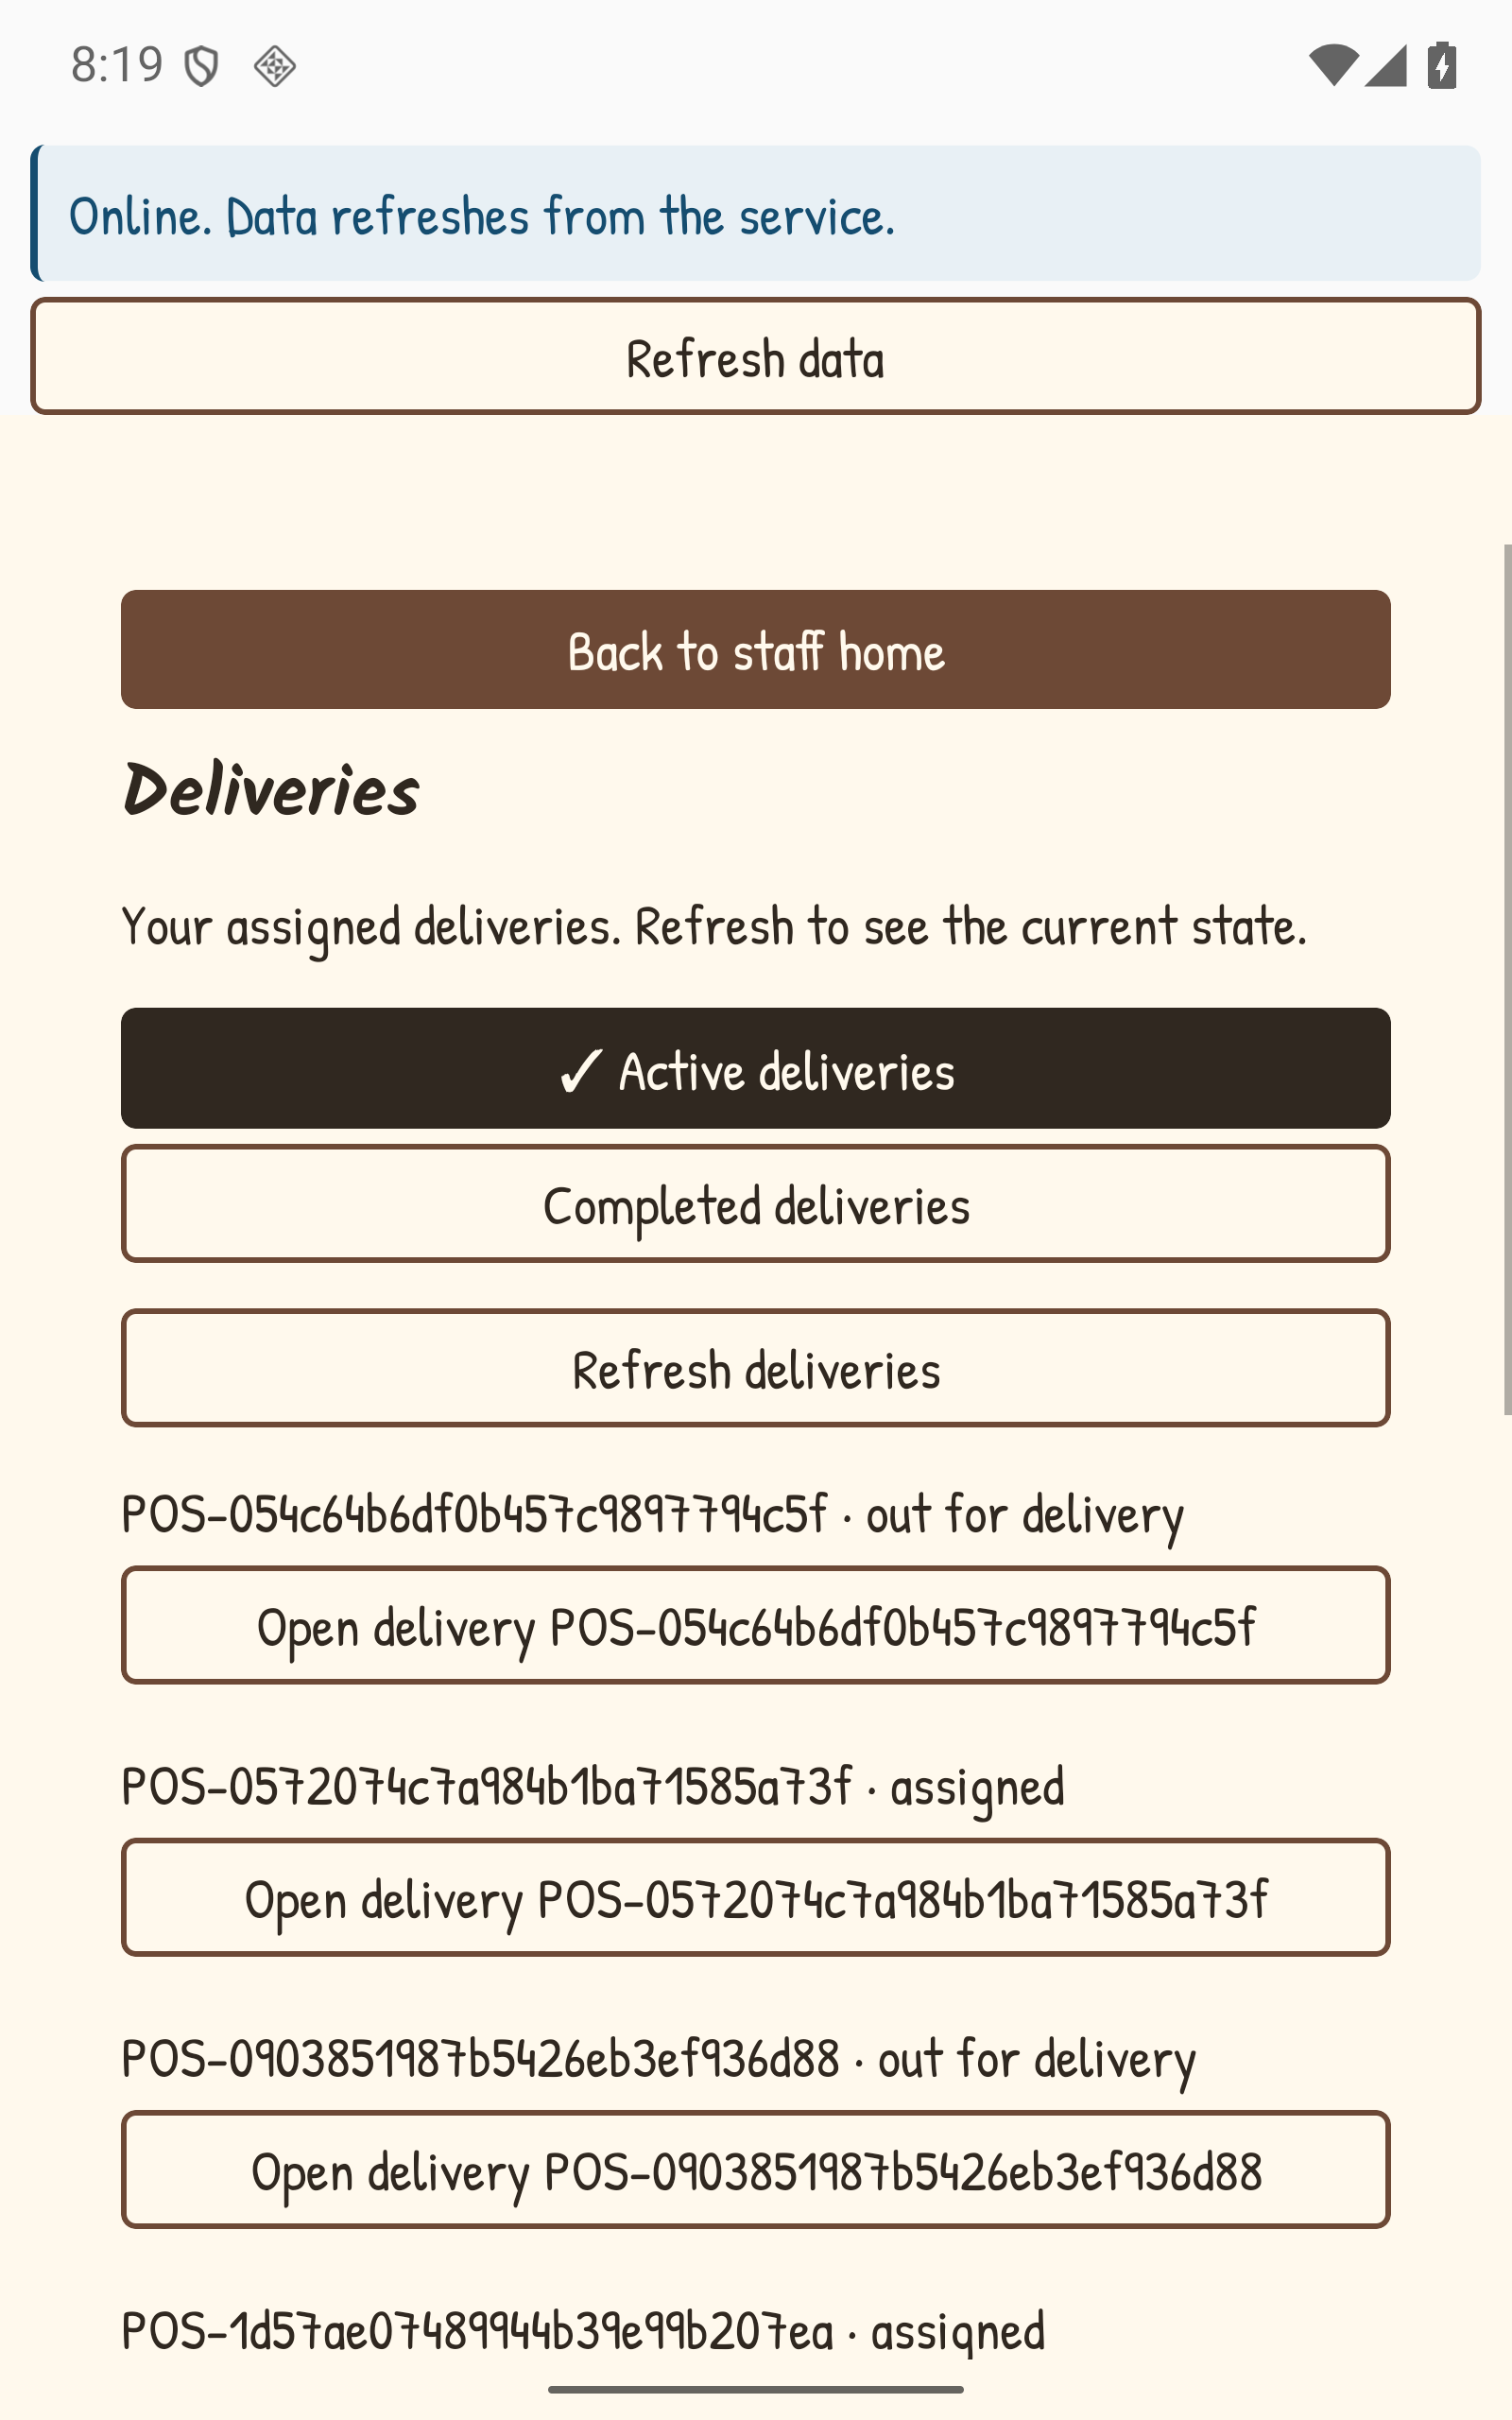 8:19
Online. Data refreshes from the service.
Refresh data
Back to staff home
Deliveries
Your assigned deliveries. Refresh to see the current state.
✓ Active deliveries
Completed deliveries
Refresh deliveries
POS-054c64b6df0b457c9897794c5f · out for delivery
Open delivery POS-054c64b6df0b457c9897794c5f
POS-0572074c7a984b1ba71585a73f · assigned
Open delivery POS-0572074c7a984b1ba71585a73f
POS-0903851987b5426eb3ef936d88 · out for delivery
Open delivery POS-0903851987b5426eb3ef936d88
POS-1d57ae07489944b39e99b207ea · assigned